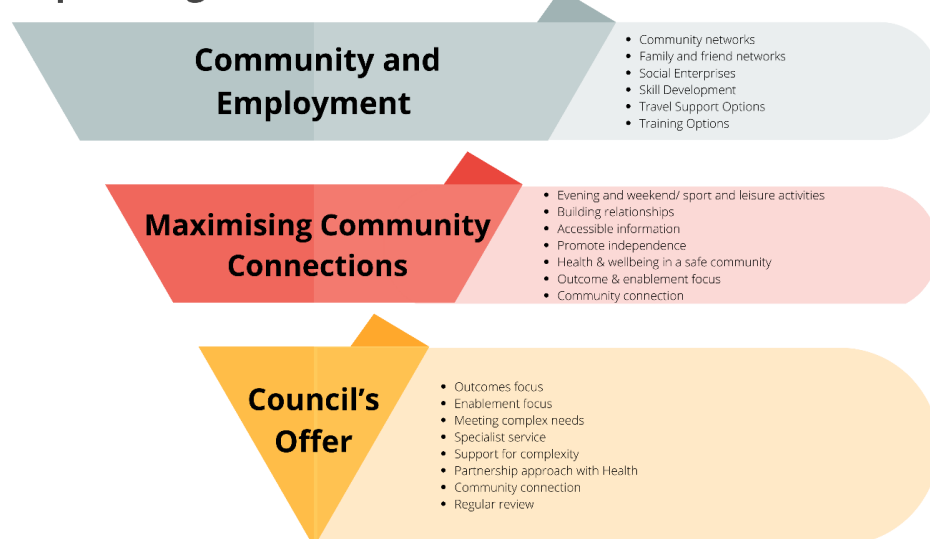 Community and
Employment
• Community networks
• Family and friend networks
• Social Enterprises
• Skill Development
• Travel Support Options
• Training Options
Maximising Community
Connections
• Evening and weekend/ sport and leisure activities
• Building relationships
• Accessible information
• Promote independence
• Health & wellbeing in a safe community
• Outcome & enablement focus
• Community connection
Council's
Offer
• Outcomes focus
• Enablement focus
• Meeting complex needs
• Specialist service
• Support for complexity
• Partnership approach with Health
• Community connection
• Regular review